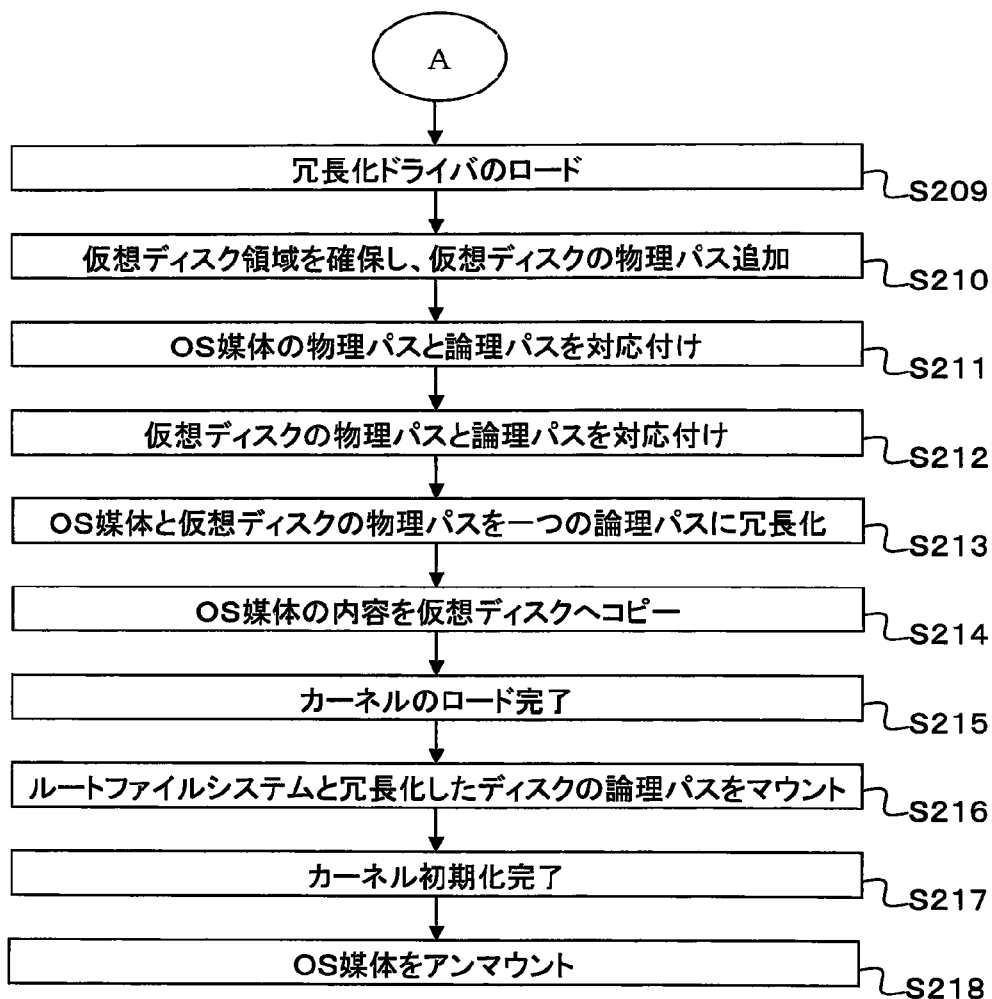 A
冗長化ドライバのロード
S209
仮想ディスク領域を確保し、仮想ディスクの物理パス追加
S210
OS媒体の物理パスと論理パスを対応付け
S211
仮想ディスクの物理パスと論理パスを対応付け
S212
OS媒体と仮想ディスクの物理パスを一つの論理パスに冗長化
S213
OS媒体の内容を仮想ディスクへコピー
S214
カーネルのロード完了
S215
ルートファイルシステムと冗長化したディスクの論理パスをマウント
S216
カーネル初期化完了
S217
OS媒体をアンマウント
S218